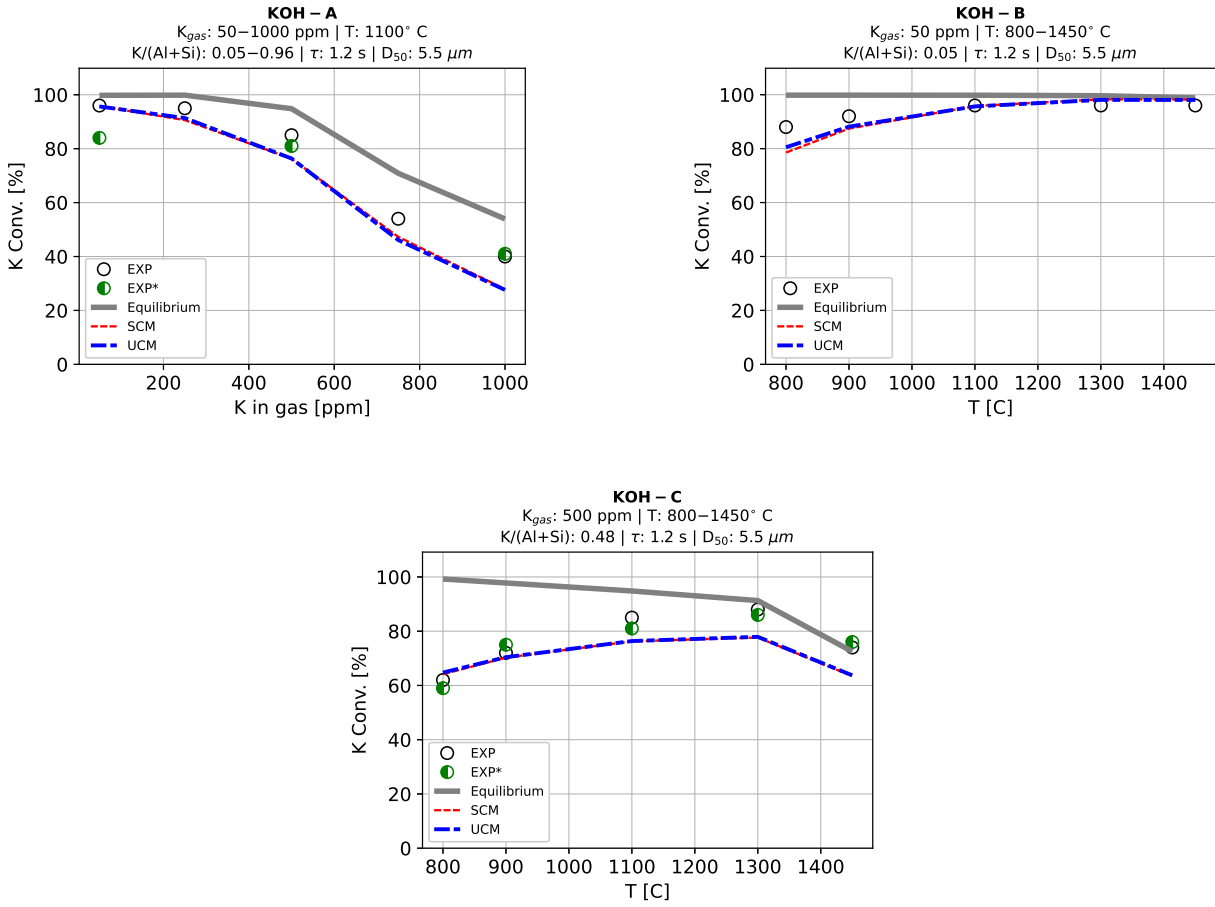 KOH − A
K_gas: 50−1000 ppm | T: 1100° C
K/(Al+Si): 0.05−0.96 | τ: 1.2 s | D₅₀: 5.5 μm
K Conv. [%]
100
80
60
40
20
0
EXP
EXP*
Equilibrium
SCM
UCM
200 400 600 800 1000
K in gas [ppm]
KOH − B
K_gas: 50 ppm | T: 800−1450° C
K/(Al+Si): 0.05 | τ: 1.2 s | D₅₀: 5.5 μm
K Conv. [%]
100
80
60
40
20
0
EXP
Equilibrium
SCM
UCM
800 900 1000 1100 1200 1300 1400
T [C]
KOH − C
K_gas: 500 ppm | T: 800−1450° C
K/(Al+Si): 0.48 | τ: 1.2 s | D₅₀: 5.5 μm
K Conv. [%]
100
80
60
40
20
0
EXP
EXP*
Equilibrium
SCM
UCM
800 900 1000 1100 1200 1300 1400
T [C]